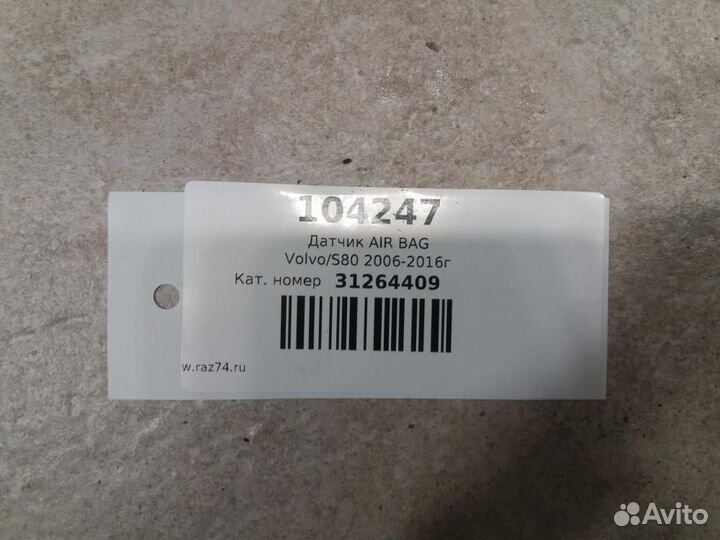 104247
Датчик AIR BAG
Volvo/S80 2006-2016г
Кат. номер 31264409
w.raz74.ru
Avito